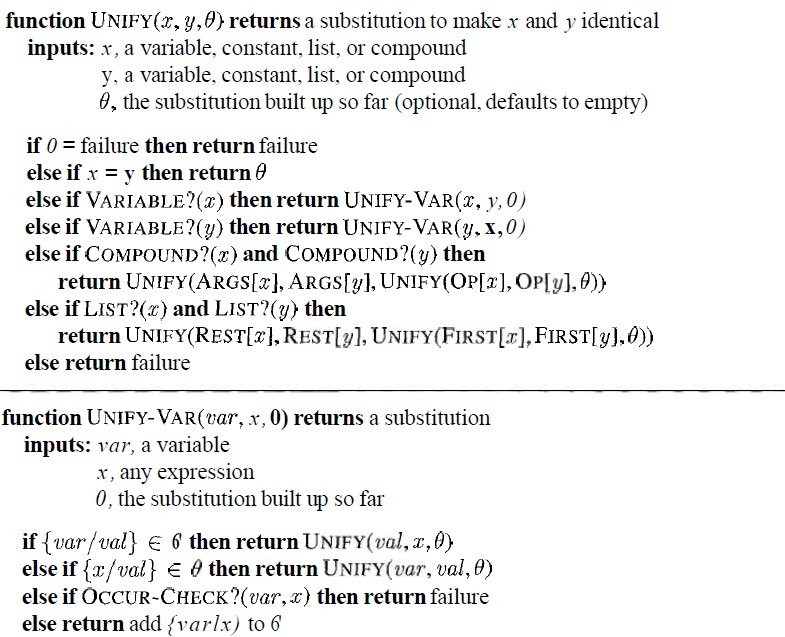 function UNIFY(x, y, θ) returns a substitution to make x and y identical
inputs: x, a variable, constant, list, or compound
y, a variable, constant, list, or compound
θ, the substitution built up so far (optional, defaults to empty)
if 0 = failure then return failure
else if x = y then return θ
else if VARIABLE?(x) then return UNIFY-VAR(x, y, 0)
else if VARIABLE?(y) then return UNIFY-VAR(y, x, 0)
else if COMPOUND?(x) and COMPOUND?(y) then
return UNIFY(ARGS[x], ARGS[y], UNIFY(OP[x], OP[y], θ))
else if LIST?(x) and LIST?(y) then
return UNIFY(REST[x], REST[y], UNIFY(FIRST[x], FIRST[y], θ))
else return failure
function UNIFY-VAR(var, x, 0) returns a substitution
inputs: var, a variable
x, any expression
0, the substitution built up so far
if {var/val} ∈ 6 then return UNIFY(val, x, θ)
else if {x/val} ∈ θ then return UNIFY(var, val, θ)
else if OCCUR-CHECK?(var, x) then return failure
else return add {var/x) to 6